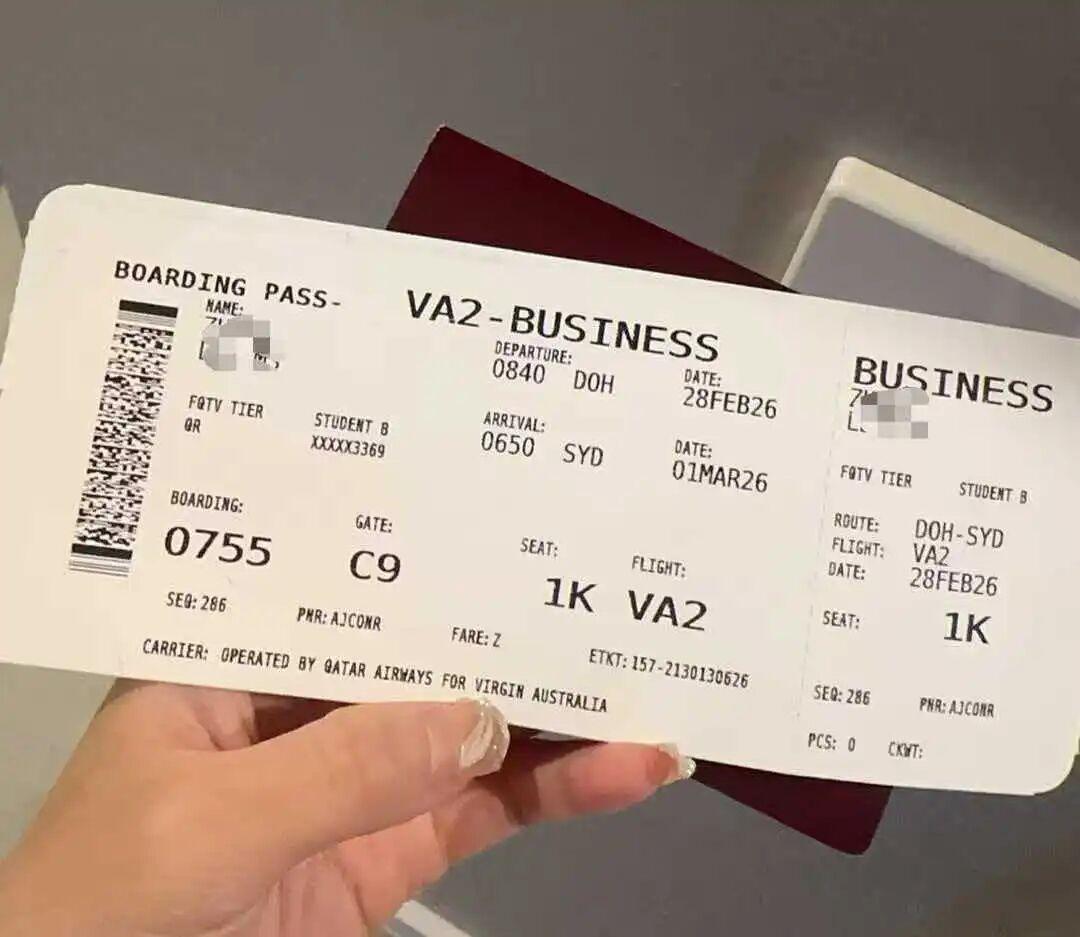 BOARDING PASS-
VA2-BUSINESS
NAME:
DEPARTURE:
0840 DOH
DATE:
28FEB26
FQTV TIER
QR
STUDENT B
XXXXX3369
ARRIVAL:
0650 SYD
DATE:
01MAR26
BOARDING:
0755
GATE:
C9
SEAT:
1K
FLIGHT:
VA2
SEQ: 286
PNR: AJCONR
FARE: Z
ETKT: 157-2130130626
CARRIER: OPERATED BY QATAR AIRWAYS FOR VIRGIN AUSTRALIA
BUSINESS
FQTV TIER
STUDENT B
ROUTE: DOH-SYD
FLIGHT: VA2
DATE: 28FEB26
SEAT: 1K
SEQ: 286
PNR: AJCONR
PCS: 0
CKWT: